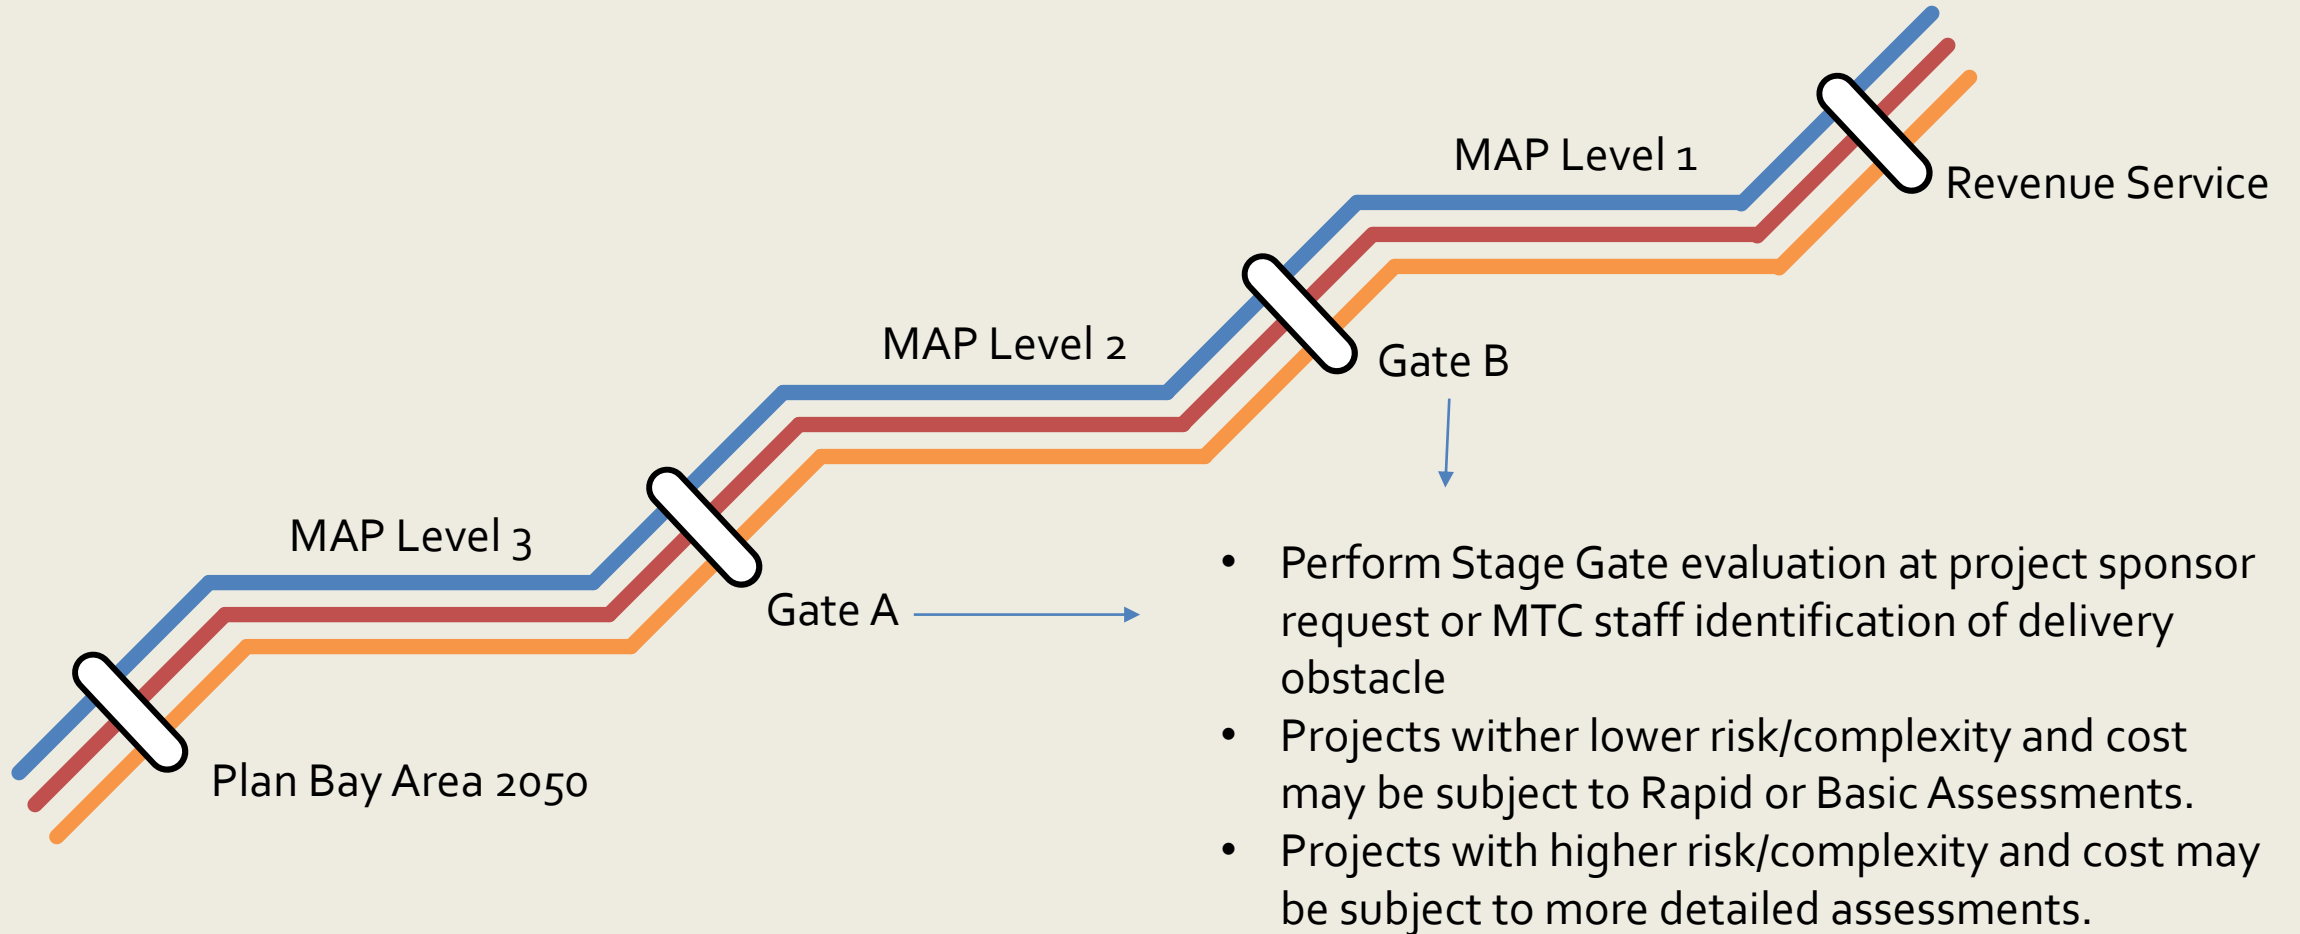 MAP Level 1
Revenue Service
MAP Level 2
Gate B
MAP Level 3
Gate A
Plan Bay Area 2050
• Perform Stage Gate evaluation at project sponsor
request or MTC staff identification of delivery
obstacle
• Projects wither lower risk/complexity and cost
may be subject to Rapid or Basic Assessments.
• Projects with higher risk/complexity and cost may
be subject to more detailed assessments.